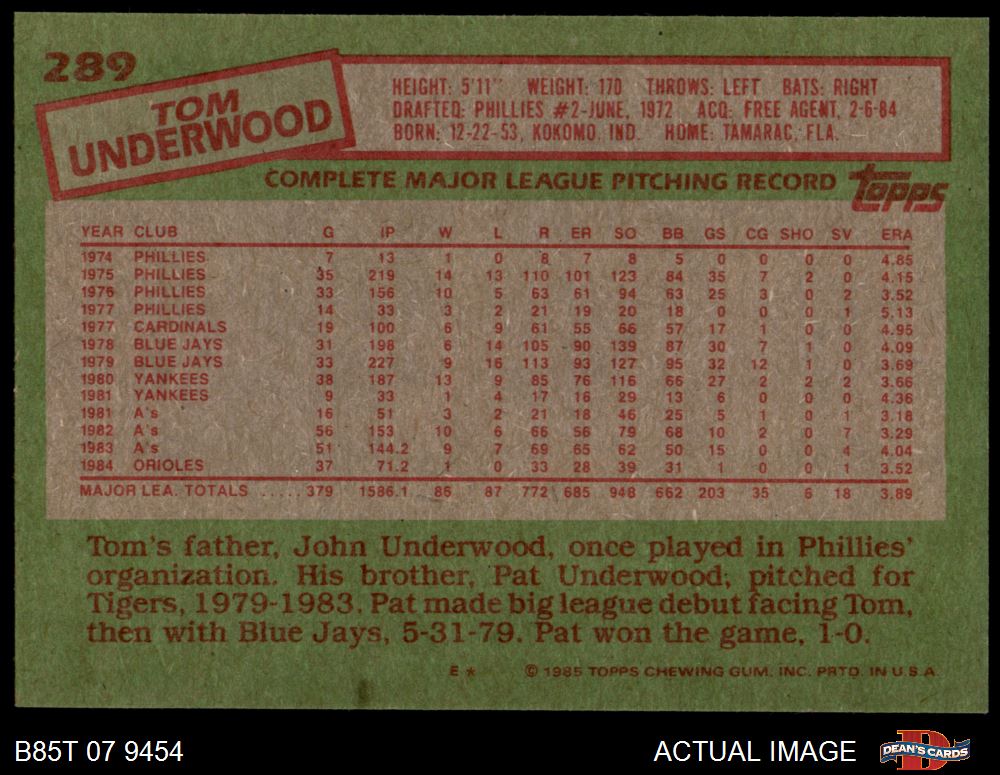 289
TOM
UNDERWOOD
HEIGHT: 5'11" WEIGHT: 170 THROWS: LEFT BATS: RIGHT
DRAFTED: PHILLIES #2-JUNE, 1972 ACQ: FREE AGENT, 2-6-84
BORN: 12-22-53, KOKOMO, IND. HOME: TAMARAC, FLA.
COMPLETE MAJOR LEAGUE PITCHING RECORD topps
YEAR CLUB G IP W L R ER SO BB GS CG SHO SV ERA
1974 PHILLIES 7 13 1 0 8 7 8 5 0 0 0 0 4.85
1975 PHILLIES 35 219 14 13 110 101 123 84 35 7 2 0 4.15
1976 PHILLIES 33 156 10 5 63 61 94 63 25 3 0 2 3.52
1977 PHILLIES 14 33 3 2 21 19 20 18 0 0 0 1 5.13
1977 CARDINALS 19 100 6 9 61 55 66 57 17 1 0 0 4.95
1978 BLUE JAYS 31 198 6 14 105 90 139 87 30 7 1 0 4.09
1979 BLUE JAYS 33 227 9 16 113 93 127 95 32 12 1 0 3.69
1980 YANKEES 38 187 13 9 85 76 116 66 27 2 2 2 3.66
1981 YANKEES 9 33 1 4 17 16 29 13 6 0 0 0 4.36
1981 A's 16 51 3 2 21 18 46 25 5 1 0 1 3.18
1982 A's 56 153 10 6 66 56 79 68 10 2 0 7 3.29
1983 A's 51 144.2 9 7 69 65 62 50 15 0 0 4 4.04
1984 ORIOLES 37 71.2 1 0 33 28 39 31 1 0 0 1 3.52
MAJOR LEA. TOTALS ..... 379 1586.1 86 87 772 685 948 662 203 35 6 18 3.89
Tom's father, John Underwood, once played in Phillies'
organization. His brother, Pat Underwood, pitched for
Tigers, 1979-1983. Pat made big league debut facing Tom,
then with Blue Jays, 5-31-79. Pat won the game, 1-0.
E * © 1985 TOPPS CHEWING GUM, INC. PRTD. IN U.S.A.
B85T 07 9454 ACTUAL IMAGE D DEAN'S CARDS